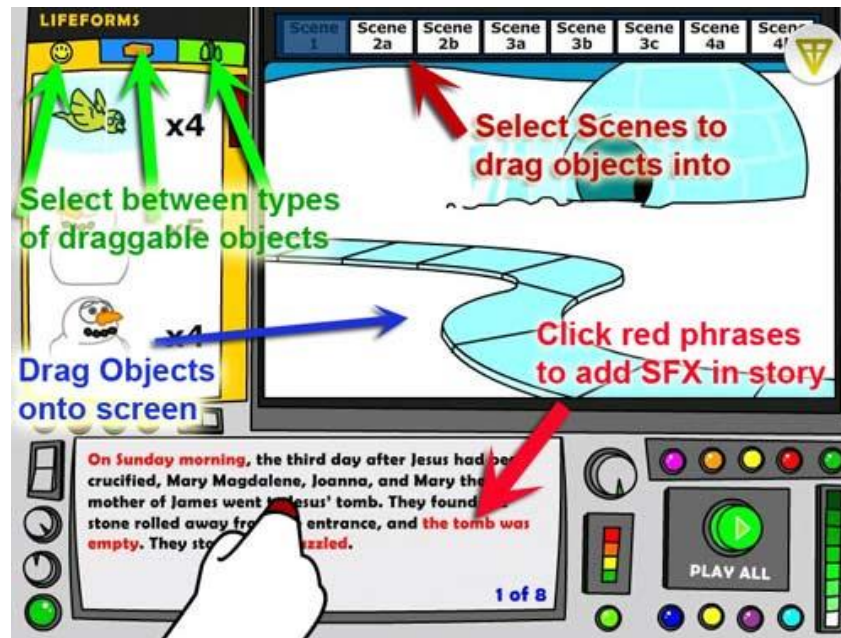 LIFEFORMS
Scene 1
Scene 2a
Scene 2b
Scene 3a
Scene 3b
Scene 3c
Scene 4a
x4
Select Scenes to
drag objects into
Select between types
of draggable objects
x4
Drag Objects
onto screen
Click red phrases
to add SFX in story
On Sunday morning, the third day after Jesus had
crucified, Mary Magdalene, Joanna, and Mary the
mother of James went Jesus' tomb. They found
stone rolled away entrance, and the tomb was
empty. They
1 of 8
PLAY ALL